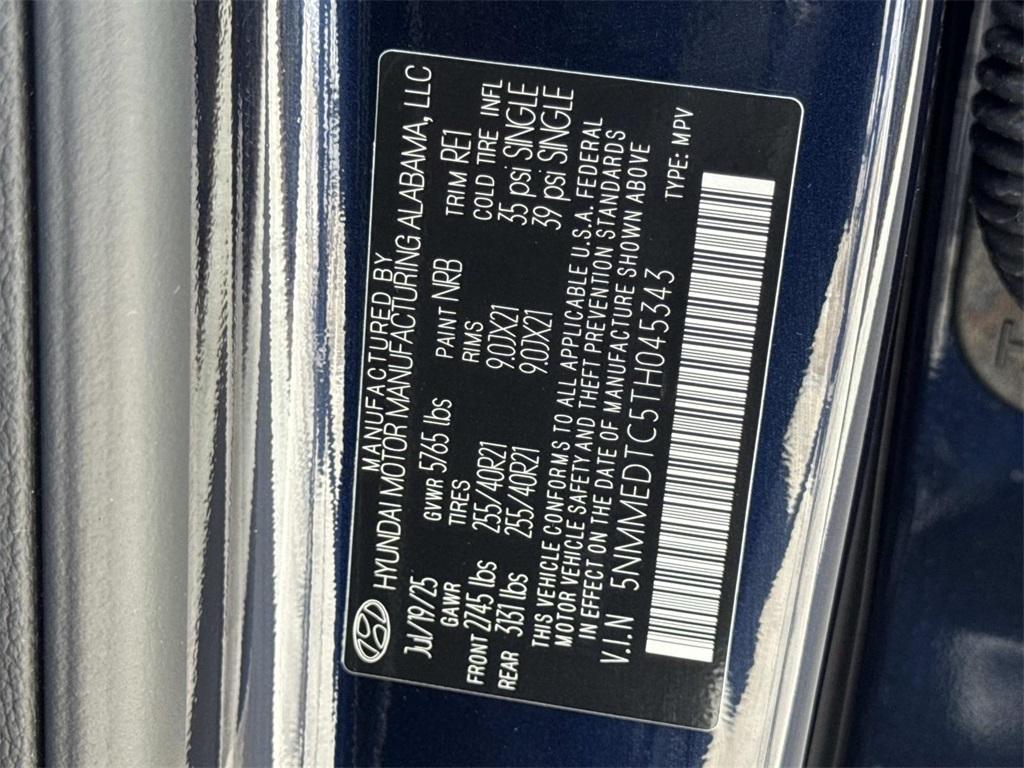 MANUFACTURED BY
HYUNDAI MOTOR MANUFACTURING ALABAMA, LLC
JU/19/25 GVWR 5765 lbs PAINT NRB TRIM RE1
GAWR TIRES RIMS COLD TIRE INFL
FRONT 2745 lbs 255/40R21 9.0JX21 35 psi SINGLE
REAR 3131 lbs 255/40R21 9.0JX21 39 psi SINGLE
THIS VEHICLE CONFORMS TO ALL APPLICABLE U.S.A. FEDERAL
MOTOR VEHICLE SAFETY AND THEFT PREVENTION STANDARDS
IN EFFECT ON THE DATE OF MANUFACTURE SHOWN ABOVE
V.I.N 5NMMEDTC5TH045343 TYPE: MPV